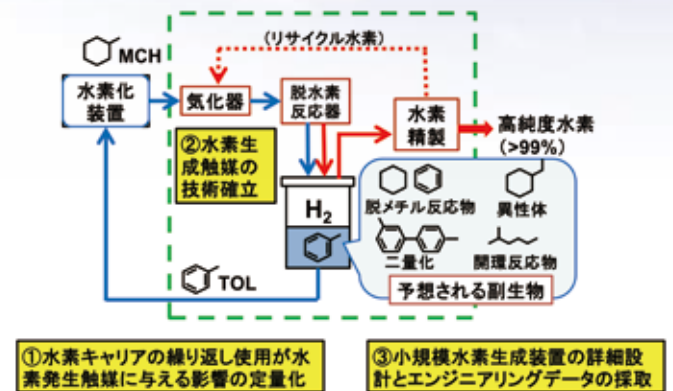 (リサイクル水素)
MCH
水素化
装置
気化器
脱水素
反応器
水素
精製
高純度水素
(>99%)
②水素生
成触媒の
技術確立
H2
脱メチル反応物
異性体
二量化
開環反応物
予想される副生物
TOL
①水素キャリアの繰り返し使用が水
素発生触媒に与える影響の定量化
③小規模水素生成装置の詳細設
計とエンジニアリングデータの採取